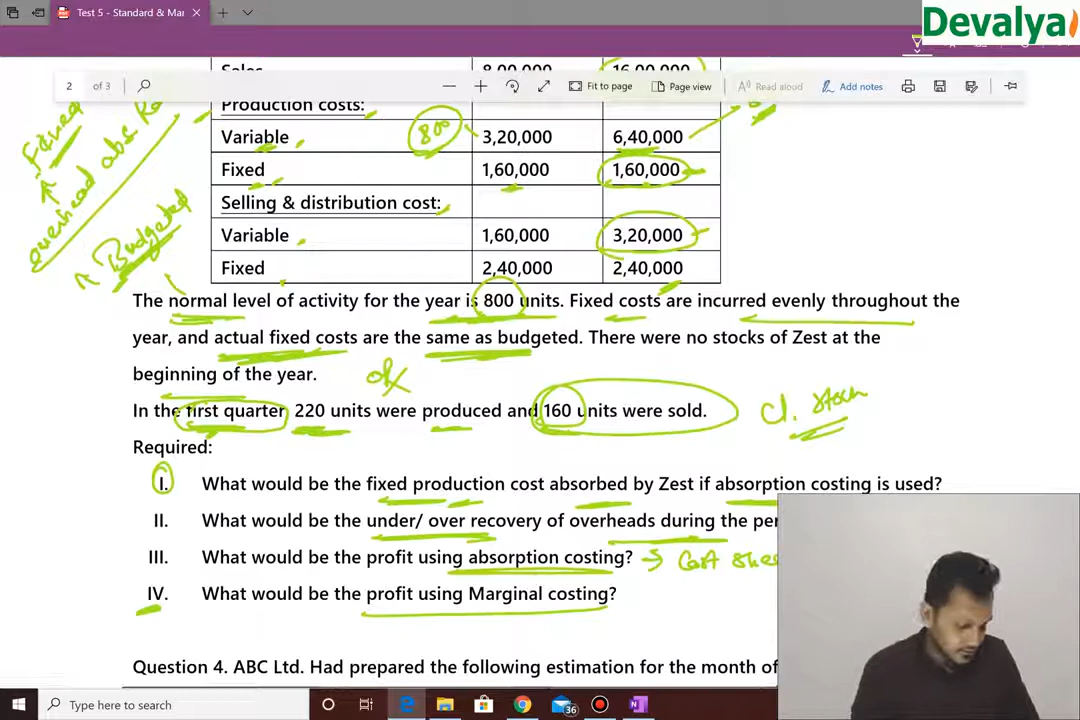 Test 5 - Standard & Mar
Devalya
2 of 3
Fit to page
Page view
Read aloud
Add notes
Sales 8,00,000 16,00,000
Production costs:
Variable 3,20,000 6,40,000
800
Fixed 1,60,000 1,60,000
Selling & distribution cost:
Variable 1,60,000 3,20,000
Fixed 2,40,000 2,40,000
Fixed
overhead abs
Budgeted
The normal level of activity for the year is 800 units. Fixed costs are incurred evenly throughout the
year, and actual fixed costs are the same as budgeted. There were no stocks of Zest at the
beginning of the year.
In the first quarter 220 units were produced and 160 units were sold.
Cl. Stock
Required:
I. What would be the fixed production cost absorbed by Zest if absorption costing is used?
II. What would be the under/ over recovery of overheads during the per
III. What would be the profit using absorption costing? → Cost Shee
IV. What would be the profit using Marginal costing?
Question 4. ABC Ltd. Had prepared the following estimation for the month of
Type here to search
36